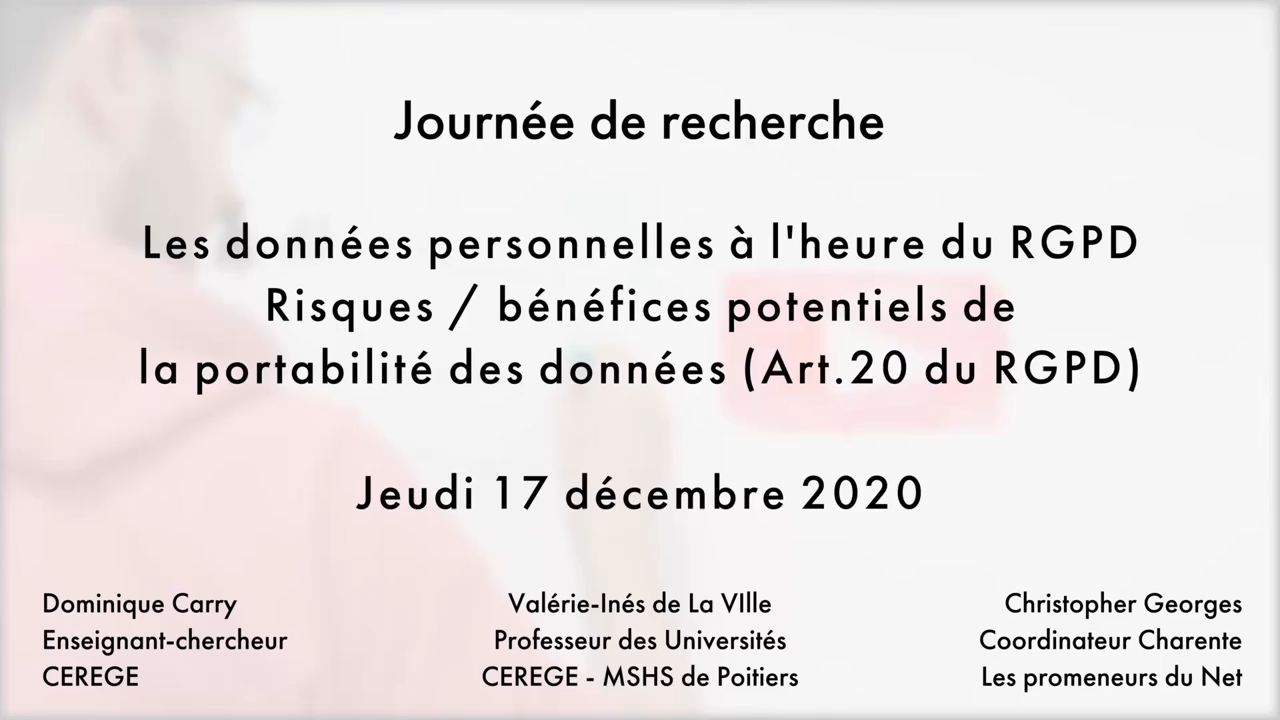 Journée de recherche
Les données personnelles à l'heure du RGPD
Risques / bénéfices potentiels de
la portabilité des données (Art.20 du RGPD)
Jeudi 17 décembre 2020
Dominique Carry
Enseignant-chercheur
CEREGE
Valérie-Inés de La VIlle
Professeur des Universités
CEREGE - MSHS de Poitiers
Christopher Georges
Coordinateur Charente
Les promeneurs du Net